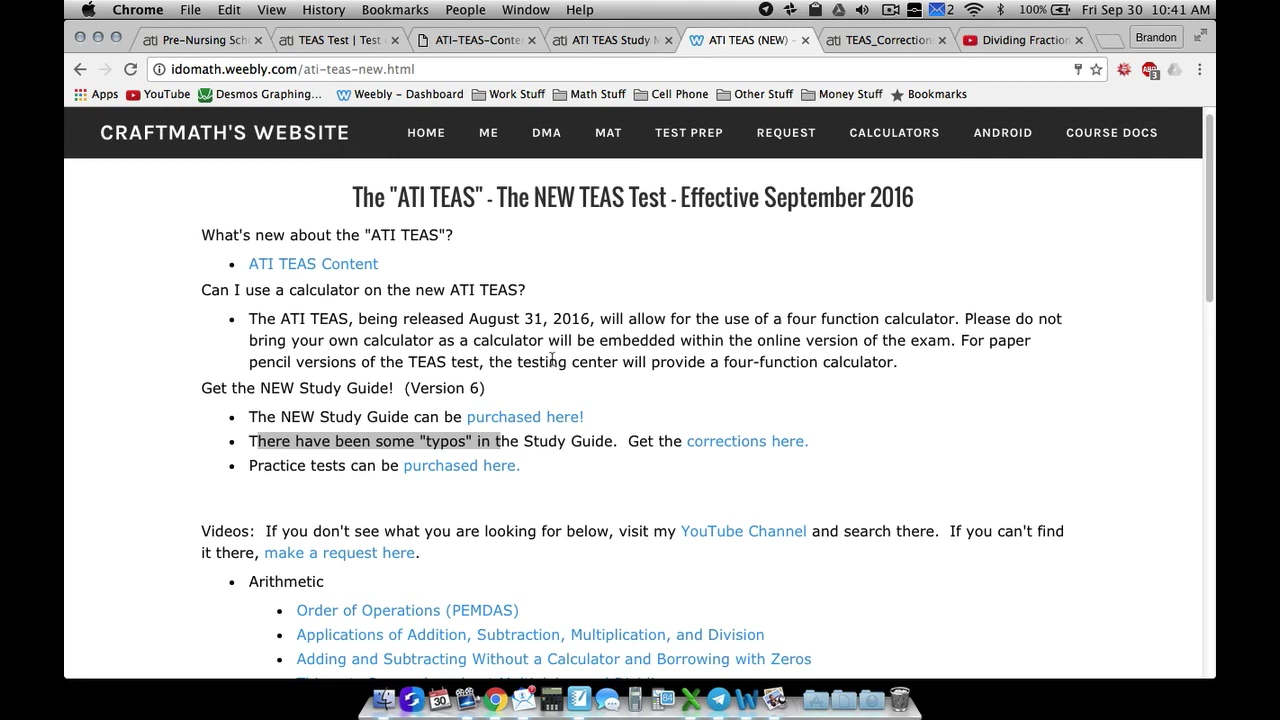 Chrome File Edit View History Bookmarks People Window Help 2 100% Fri Sep 30 10:41 AM
ati Pre-Nursing Sch ati TEAS Test | Test ATI-TEAS-Conte ati ATI TEAS Study M ATI TEAS (NEW) - ati TEAS_Correction Dividing Fraction Brandon
idomath.weebly.com/ati-teas-new.html ABP 3
Apps YouTube Desmos Graphing... Weebly - Dashboard Work Stuff Math Stuff Cell Phone Other Stuff Money Stuff Bookmarks
CRAFTMATH'S WEBSITE HOME ME DMA MAT TEST PREP REQUEST CALCULATORS ANDROID COURSE DOCS
The "ATI TEAS" - The NEW TEAS Test - Effective September 2016
What's new about the "ATI TEAS"?
• ATI TEAS Content
Can I use a calculator on the new ATI TEAS?
• The ATI TEAS, being released August 31, 2016, will allow for the use of a four function calculator. Please do not
bring your own calculator as a calculator will be embedded within the online version of the exam. For paper
pencil versions of the TEAS test, the testing center will provide a four-function calculator.
Get the NEW Study Guide! (Version 6)
• The NEW Study Guide can be purchased here!
• There have been some "typos" in the Study Guide. Get the corrections here.
• Practice tests can be purchased here.
Videos: If you don't see what you are looking for below, visit my YouTube Channel and search there. If you can't find
it there, make a request here.
• Arithmetic
• Order of Operations (PEMDAS)
• Applications of Addition, Subtraction, Multiplication, and Division
• Adding and Subtracting Without a Calculator and Borrowing with Zeros
30